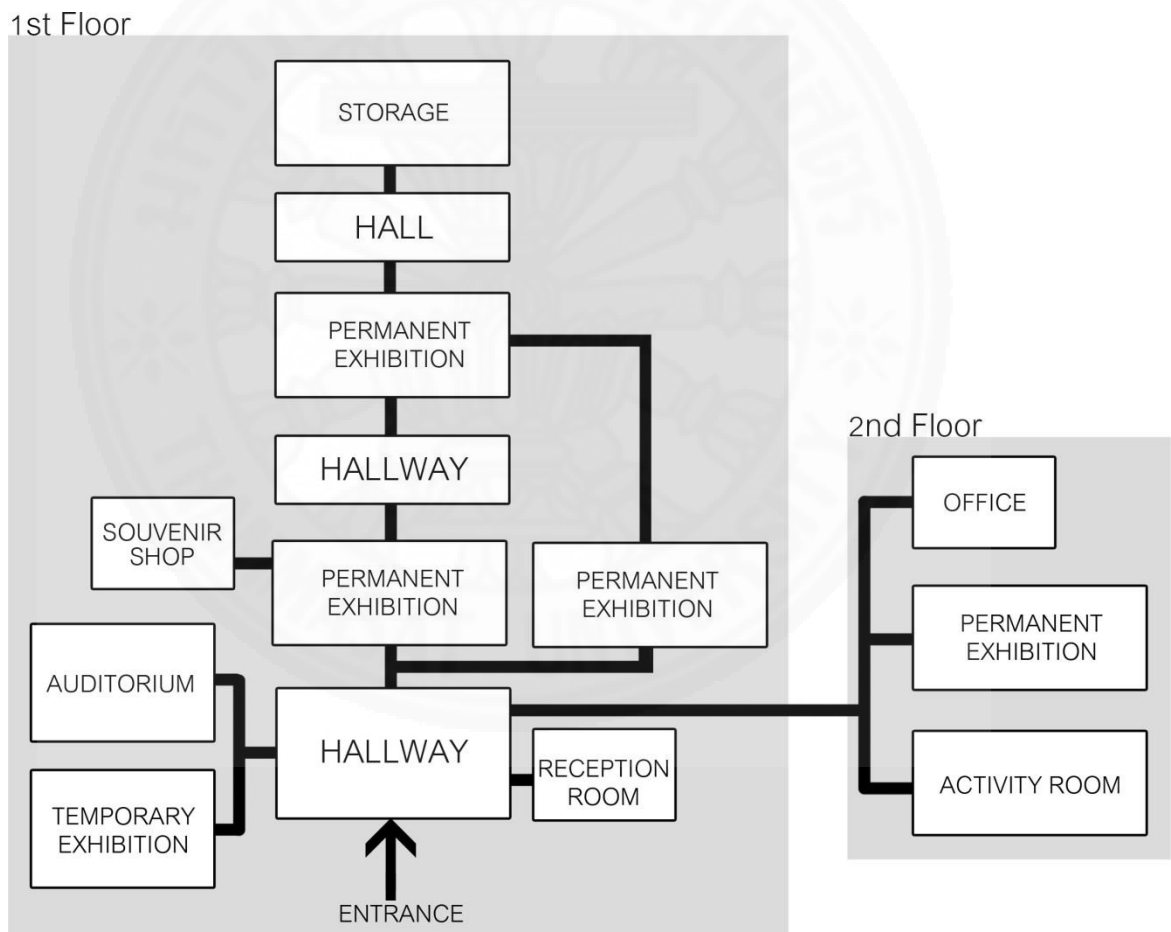 1st Floor
STORAGE
HALL
PERMANENT
EXHIBITION
HALLWAY
SOUVENIR
SHOP
PERMANENT
EXHIBITION
PERMANENT
EXHIBITION
AUDITORIUM
HALLWAY
RECEPTION
ROOM
TEMPORARY
EXHIBITION
ENTRANCE
2nd Floor
OFFICE
PERMANENT
EXHIBITION
ACTIVITY ROOM